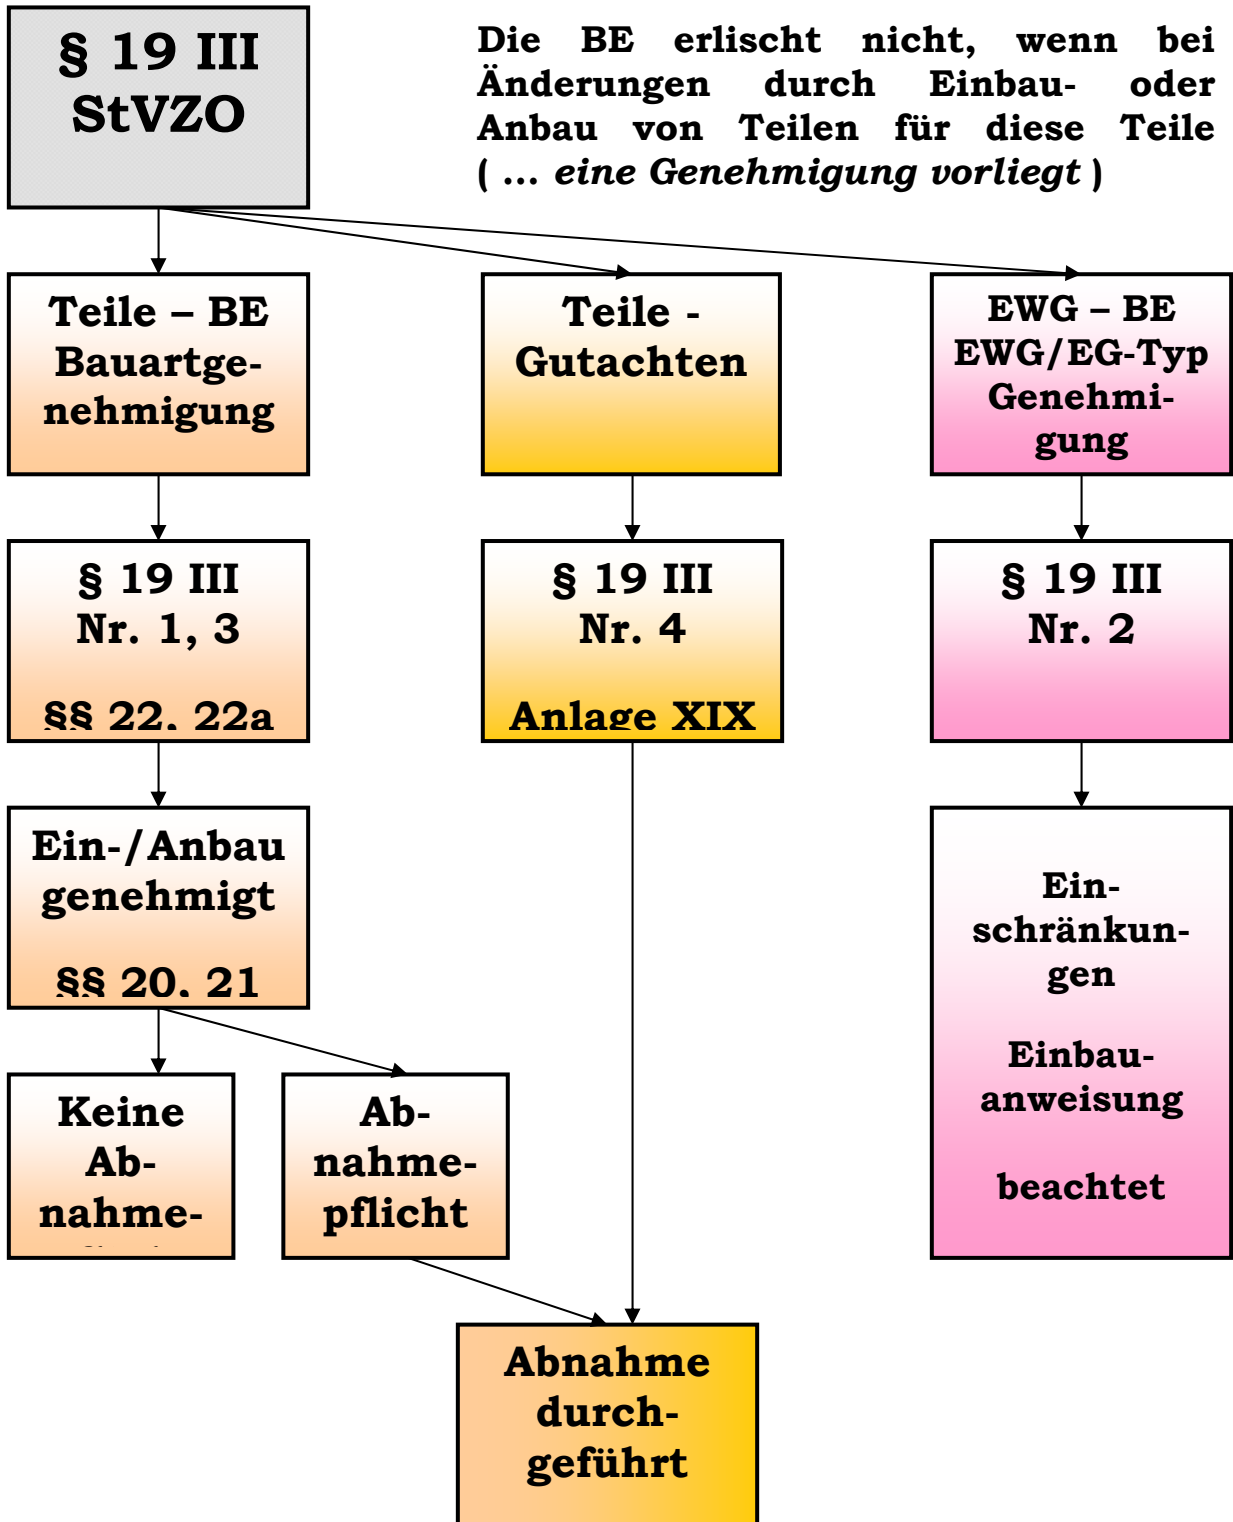 § 19 III
StVZO
Die BE erlischt nicht, wenn bei
Änderungen durch Einbau- oder
Anbau von Teilen für diese Teile
( ... eine Genehmigung vorliegt )
Teile – BE
Bauartge-
nehmigung
Teile -
Gutachten
EWG – BE
EWG/EG-Typ
Genehmi-
gung
§ 19 III
Nr. 1, 3
§§ 22, 22a
§ 19 III
Nr. 4
Anlage XIX
§ 19 III
Nr. 2
Ein-/Anbau
genehmigt
§§ 20, 21
Ein-
schränkun-
gen
Einbau-
anweisung
beachtet
Keine
Ab-
nahme-
Ab-
nahme-
pflicht
Abnahme
durch-
geführt